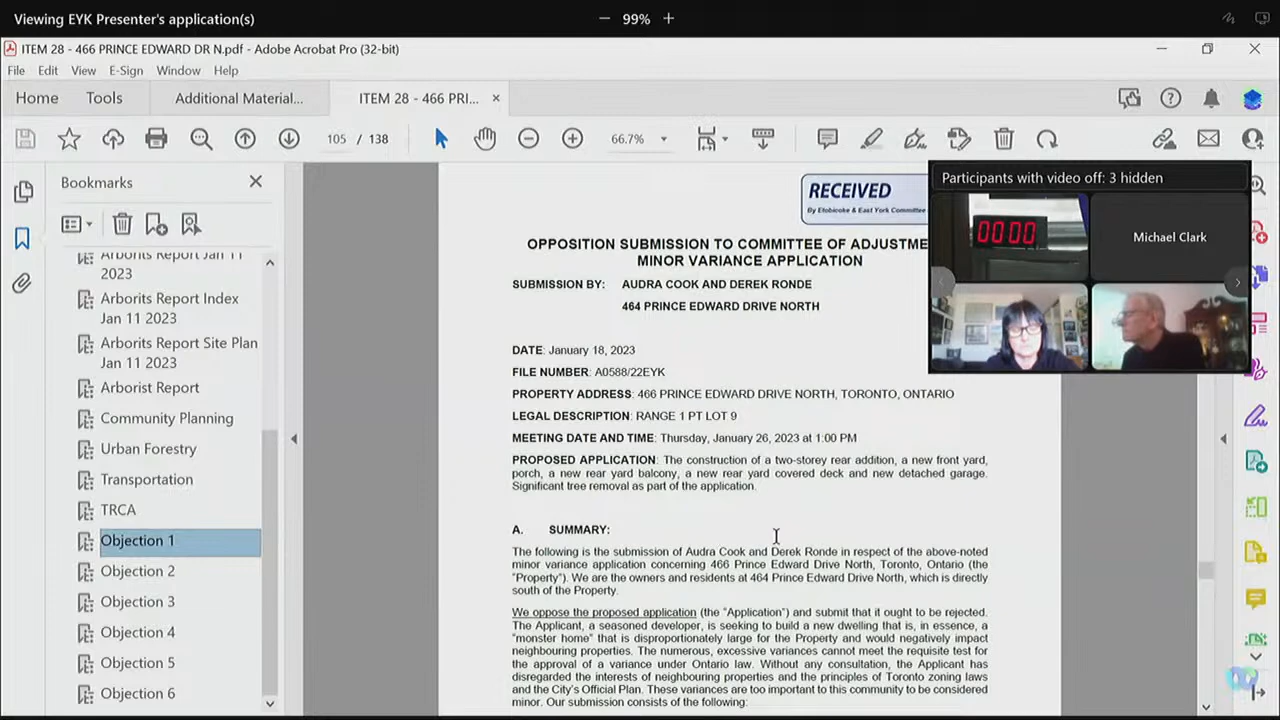 Viewing EYK Presenter's application(s)
99%
ITEM 28 - 466 PRINCE EDWARD DR N.pdf - Adobe Acrobat Pro (32-bit)
File Edit View E-Sign Window Help
Home Tools Additional Material... ITEM 28 - 466 PRI...
105 / 138 66.7%
Bookmarks
Arborits Report Jan 11
2023
Arborits Report Index
Jan 11 2023
Arborits Report Site Plan
Jan 11 2023
Arborist Report
Community Planning
Urban Forestry
Transportation
TRCA
Objection 1
Objection 2
Objection 3
Objection 4
Objection 5
Objection 6
RECEIVED
By Etobicoke & East York Committee
OPPOSITION SUBMISSION TO COMMITTEE OF ADJUSTME
MINOR VARIANCE APPLICATION
SUBMISSION BY: AUDRA COOK AND DEREK RONDE
464 PRINCE EDWARD DRIVE NORTH
DATE: January 18, 2023
FILE NUMBER: A0588/22EYK
PROPERTY ADDRESS: 466 PRINCE EDWARD DRIVE NORTH, TORONTO, ONTARIO
LEGAL DESCRIPTION: RANGE 1 PT LOT 9
MEETING DATE AND TIME: Thursday, January 26, 2023 at 1:00 PM
PROPOSED APPLICATION: The construction of a two-storey rear addition, a new front yard,
porch, a new rear yard balcony, a new rear yard covered deck and new detached garage.
Significant tree removal as part of the application.
A. SUMMARY:
The following is the submission of Audra Cook and Derek Ronde in respect of the above-noted
minor variance application concerning 466 Prince Edward Drive North, Toronto, Ontario (the
"Property"). We are the owners and residents at 464 Prince Edward Drive North, which is directly
south of the Property.
We oppose the proposed application (the "Application") and submit that it ought to be rejected.
The Applicant, a seasoned developer, is seeking to build a new dwelling that is, in essence, a
"monster home" that is disproportionately large for the Property and would negatively impact
neighbouring properties. The numerous, excessive variances cannot meet the requisite test for
the approval of a variance under Ontario law. Without any consultation, the Applicant has
disregarded the interests of neighbouring properties and the principles of Toronto zoning laws
and the City's Official Plan. These variances are too important to this community to be considered
minor. Our submission consists of the following:
Participants with video off: 3 hidden
00:00
Michael Clark